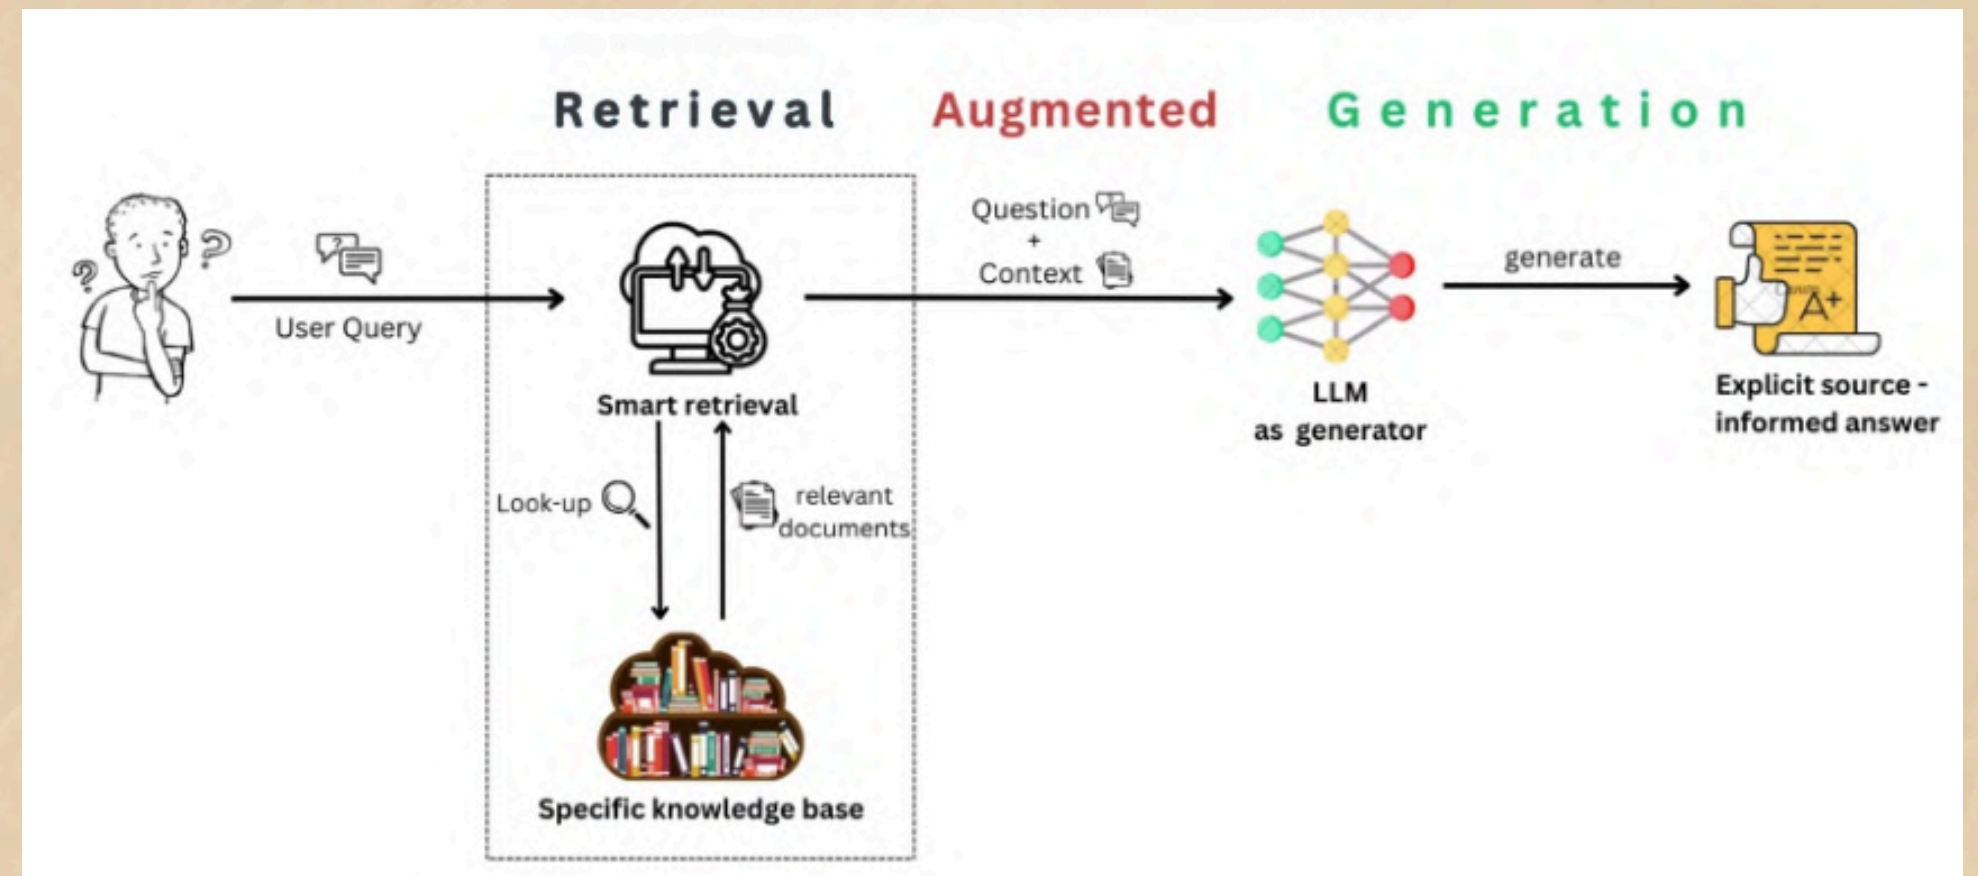 Retrieval Augmented Generation
User Query
Smart retrieval
Look-up
relevant
documents
Specific knowledge base
Question
+
Context
LLM
as generator
generate
A+
Explicit source -
informed answer